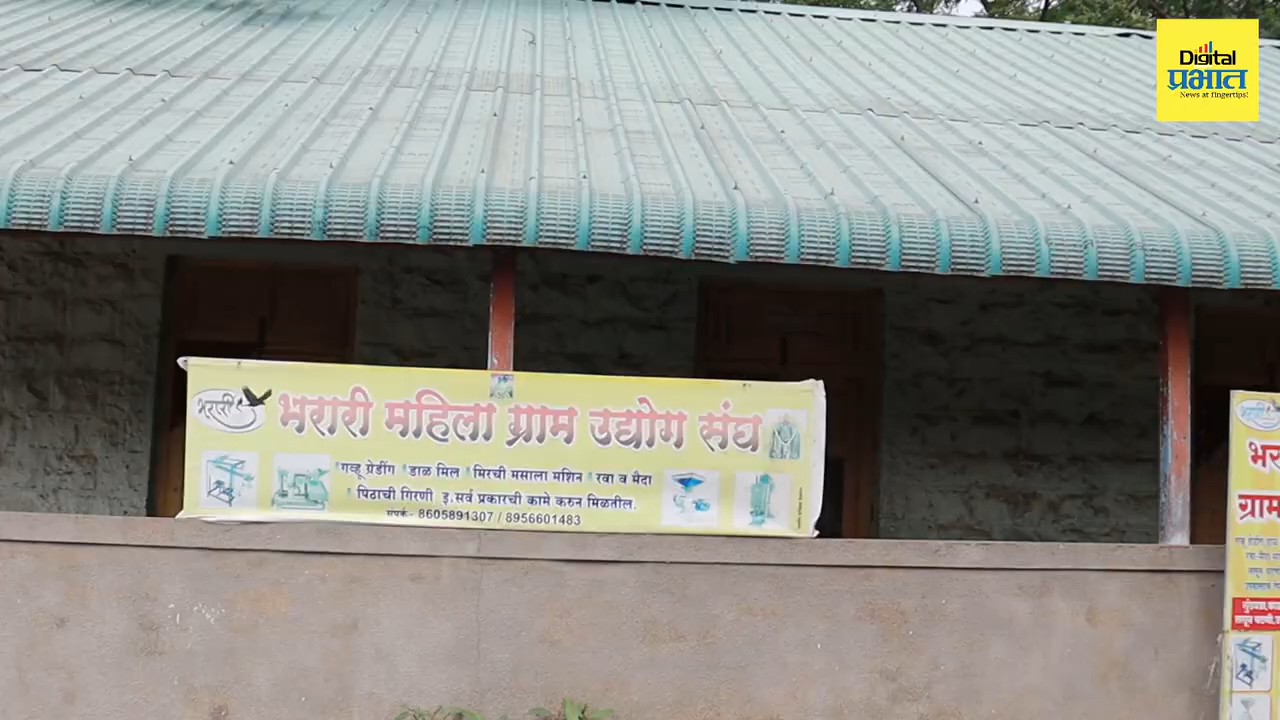 Digital
प्रभात
News at fingertips!
भरारी
भरारी महिला ग्राम उद्योग संघ
गव्हू ग्रेडींग डाळ मिल मिरची मसाला मशिन रवा व मैदा
पिठाची गिरणी इ.सर्व प्रकारची कामे करुन मिळतील.
संपर्क- 8605891307 / 8956601483
भर
ग्राम